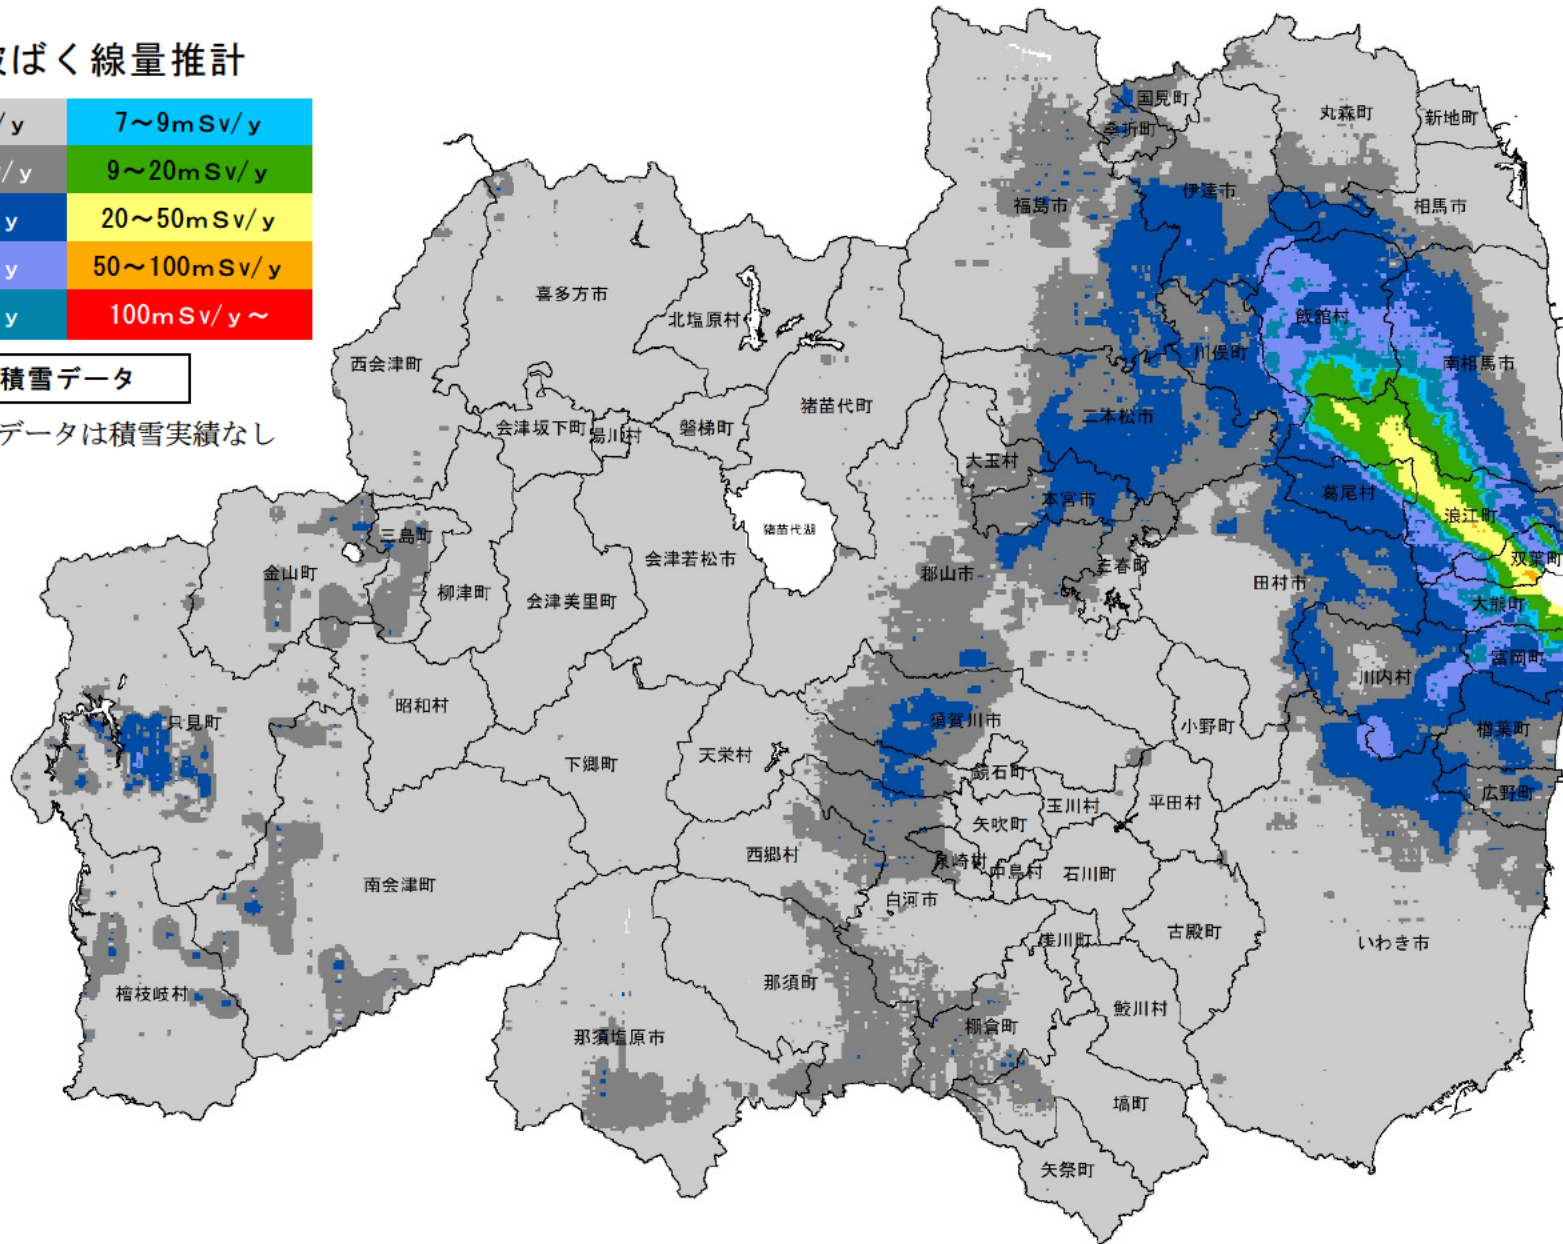 ばく線量推計
/y 7～9mSv/y
/y 9～20mSv/y
y 20～50mSv/y
y 50～100mSv/y
y 100mSv/y～
積雪データ
データは積雪実績なし
国見町
桑折町
丸森町
新地町
福島市
伊達市
相馬市
喜多方市
北塩原村
飯舘村
川俣町
南相馬市
西会津町
猪苗代町
二本松市
会津坂下町
湯川村
磐梯町
大玉村
本宮市
葛尾村
浪江町
三島町
猪苗代湖
会津若松市
双葉町
金山町
柳津町
会津美里町
郡山市
三春町
田村市
大熊町
富岡町
川内村
昭和村
只見町
須賀川市
小野町
楢葉町
下郷町
天栄村
鏡石町
広野町
玉川村
平田村
矢吹町
西郷村
泉崎村
中島村
石川町
南会津町
白河市
古殿町
浅川町
いわき市
檜枝岐村
那須町
鮫川村
棚倉町
那須塩原市
塙町
矢祭町